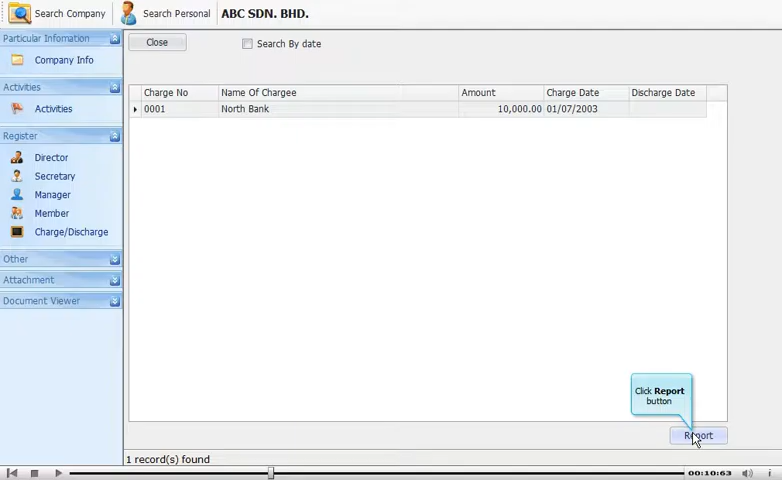 Search Company
Search Personal
ABC SDN. BHD.
Particular Infomation
Company Info
Activities
Activities
Register
Director
Secretary
Manager
Member
Charge/Discharge
Other
Attachment
Document Viewer
Close
Search By date
Charge No Name Of Chargee Amount Charge Date Discharge Date
0001 North Bank 10,000.00 01/07/2003
Click Report
button
Report
1 record(s) found
00:10:63
i